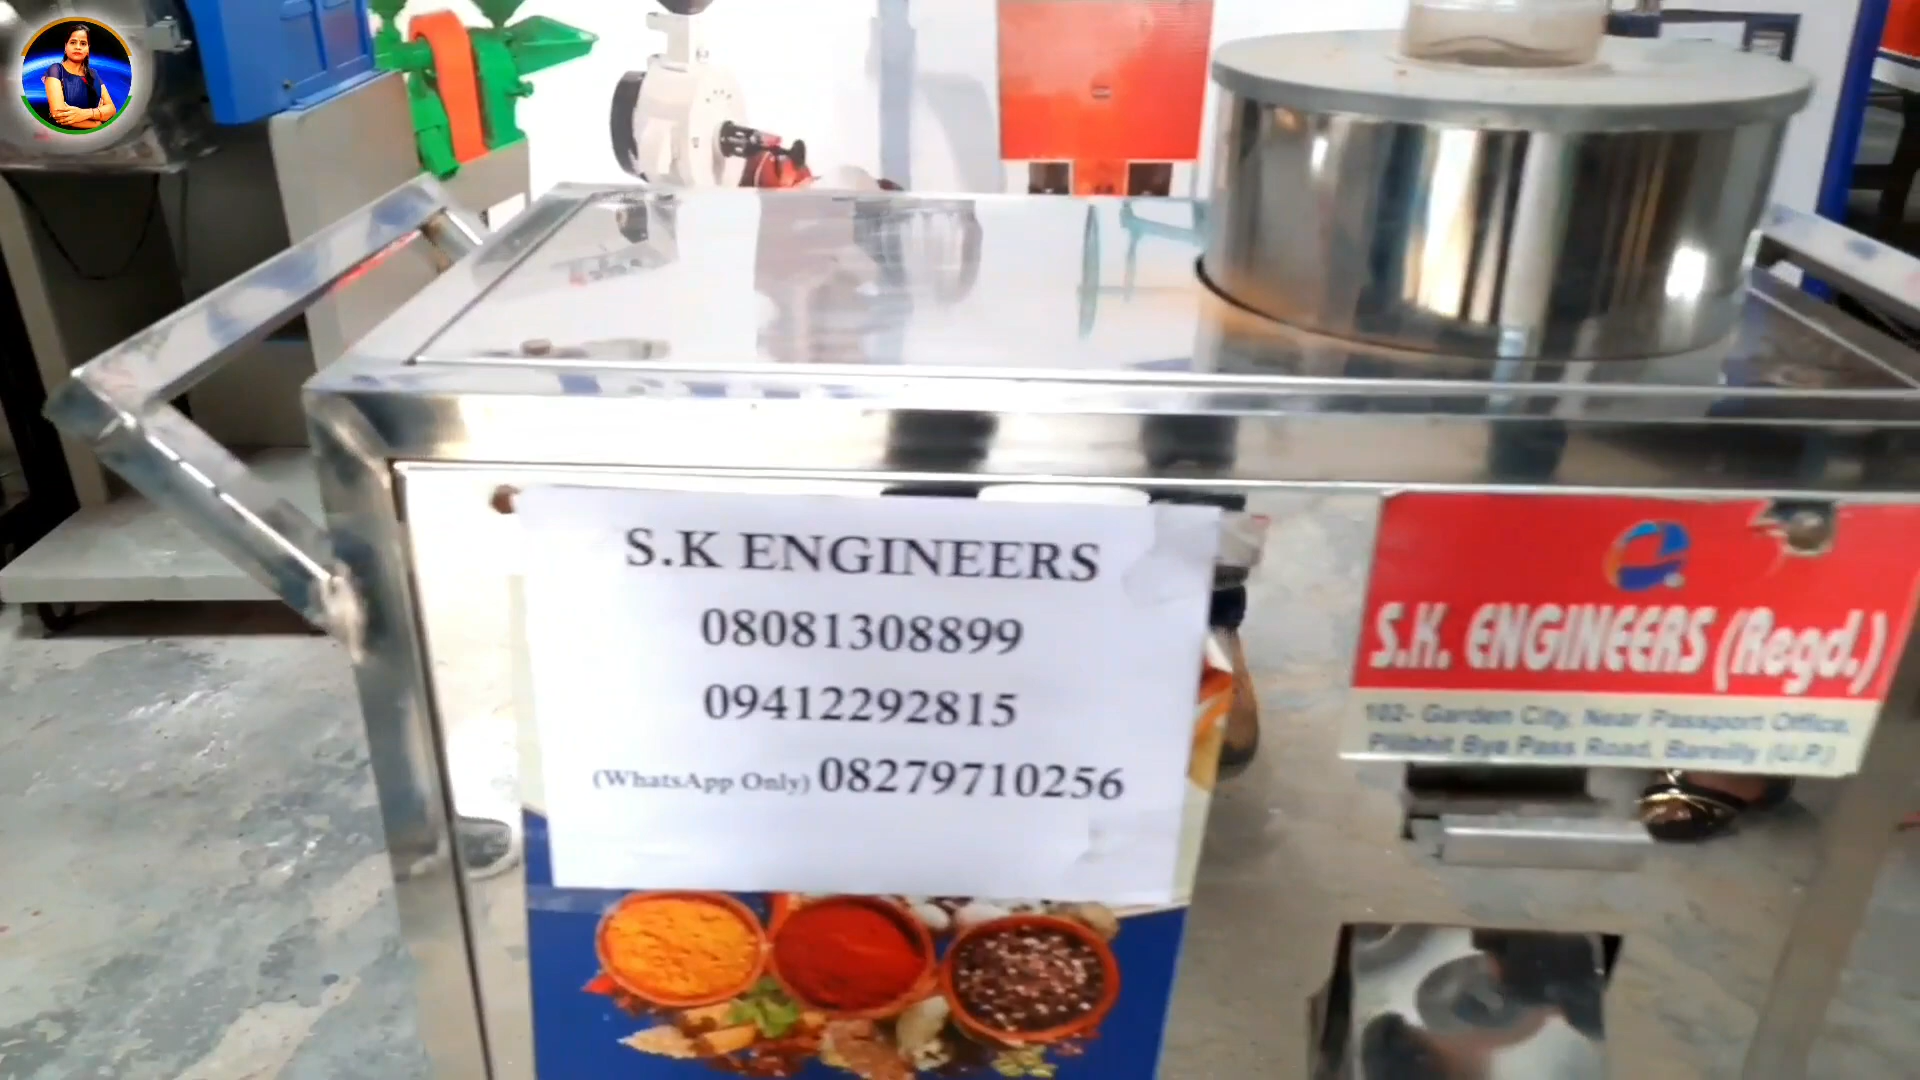 S.K ENGINEERS
08081308899
09412292815
(WhatsApp Only) 08279710256
S.K. ENGINEERS (Regd.)
102- Garden City, Near Passport Office,
Pilibhit Bye Pass Road, Bareilly (U.P.)